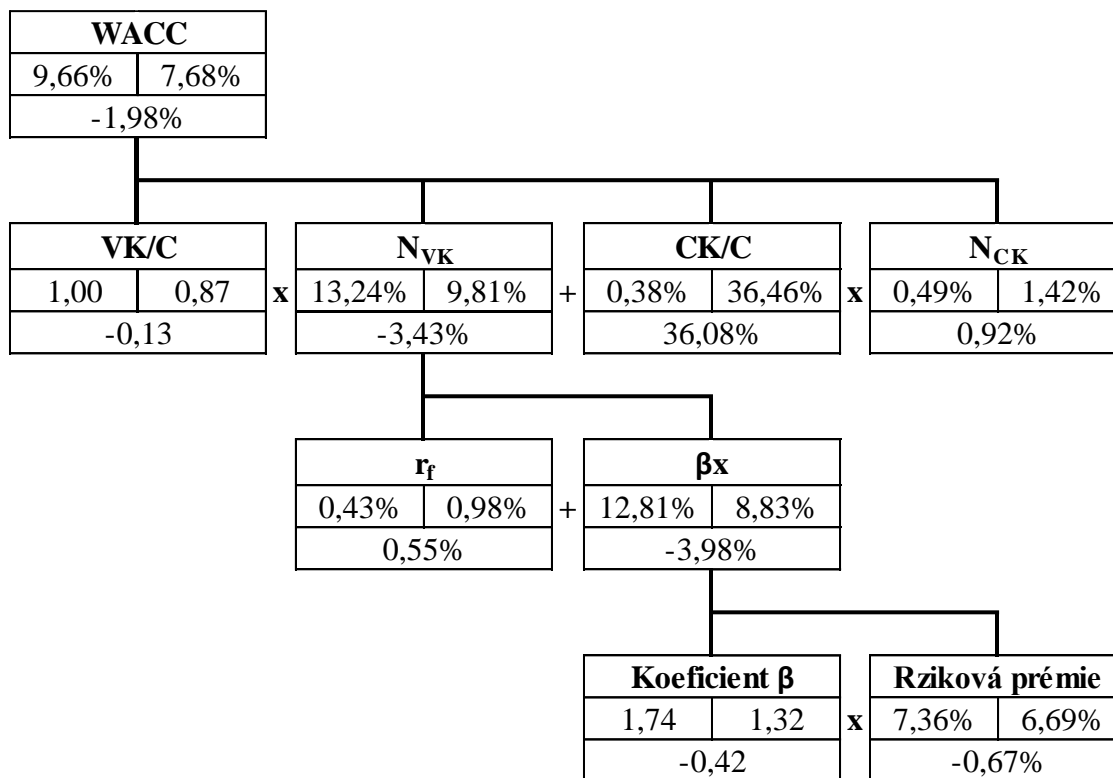 WACC
9,66% 7,68%
-1,98%
VK/C N_VK CK/C N_CK
1,00 0,87 x 13,24% 9,81% + 0,38% 36,46% x 0,49% 1,42%
-0,13 -3,43% 36,08% 0,92%
r_f βx
0,43% 0,98% + 12,81% 8,83%
0,55% -3,98%
Koeficient β Rziková prémie
1,74 1,32 x 7,36% 6,69%
-0,42 -0,67%